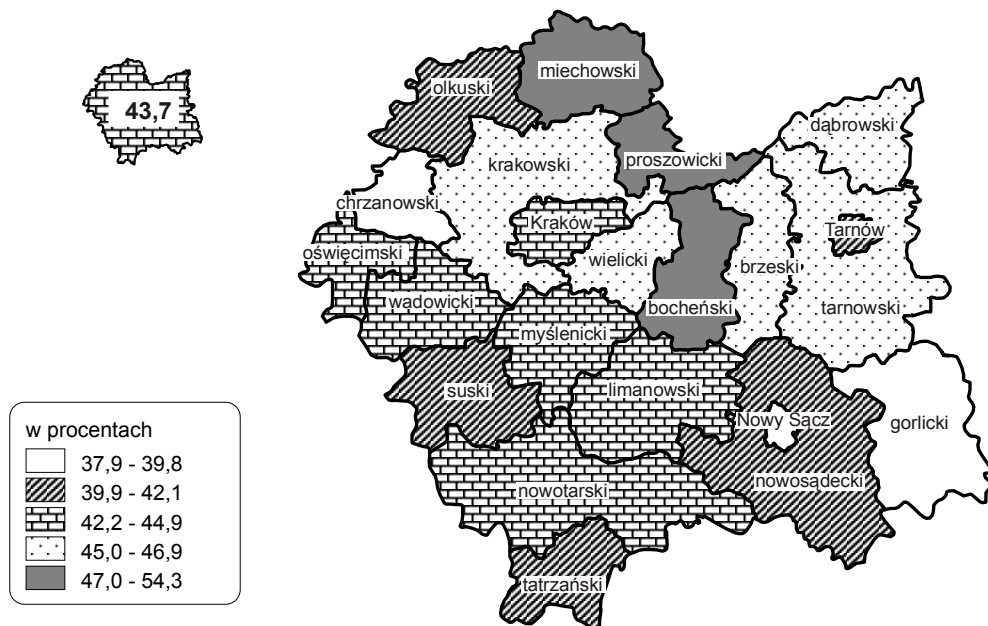 43,7
miechowski
olkuski
dąbrowski
proszowicki
krakowski
chrzanowski
Kraków
Tarnów
oświęcimski
wielicki
brzeski
wadowicki
bocheński
tarnowski
myślenicki
limanowski
suski
Nowy Sącz
gorlicki
nowosądecki
nowotarski
tatrzański
w procentach
37,9 - 39,8
39,9 - 42,1
42,2 - 44,9
45,0 - 46,9
47,0 - 54,3